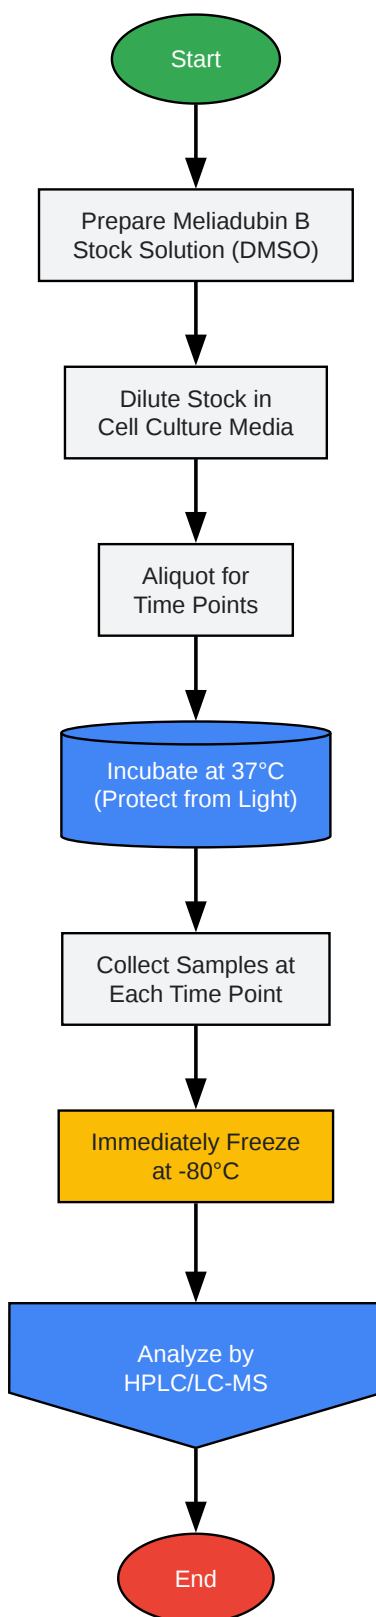 Start
Prepare Meliadubin B
Stock Solution (DMSO)
Dilute Stock in
Cell Culture Media
Aliquot for
Time Points
Incubate at 37°C
(Protect from Light)
Collect Samples at
Each Time Point
Immediately Freeze
at -80°C
Analyze by
HPLC/LC-MS
End